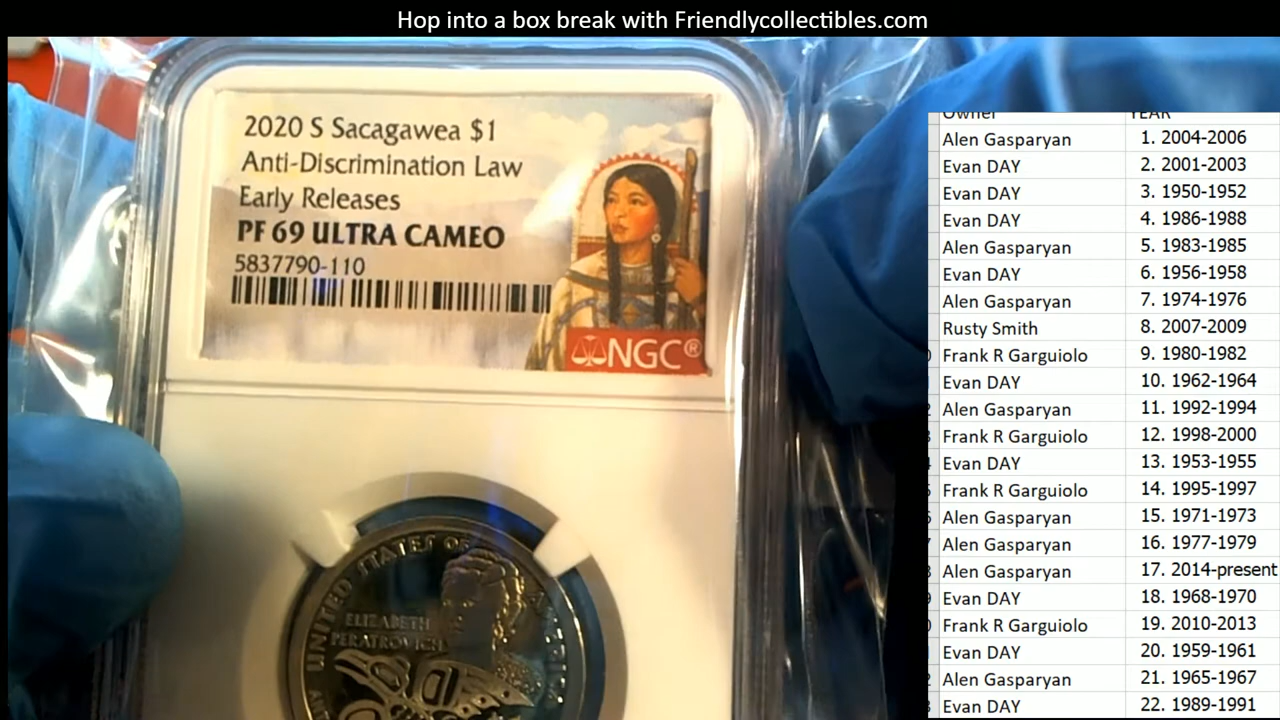 Hop into a box break with Friendlycollectibles.com
2020 S Sacagawea $1
Anti-Discrimination Law
Early Releases
PF 69 ULTRA CAMEO
5837790-110
NGC®
UNITED STATES OF
ELIZABETH
PERATROVICH
Owner YEAR
Alen Gasparyan 1. 2004-2006
Evan DAY 2. 2001-2003
Evan DAY 3. 1950-1952
Evan DAY 4. 1986-1988
Alen Gasparyan 5. 1983-1985
Evan DAY 6. 1956-1958
Alen Gasparyan 7. 1974-1976
Rusty Smith 8. 2007-2009
Frank R Garguiolo 9. 1980-1982
Evan DAY 10. 1962-1964
Alen Gasparyan 11. 1992-1994
Frank R Garguiolo 12. 1998-2000
Evan DAY 13. 1953-1955
Frank R Garguiolo 14. 1995-1997
Alen Gasparyan 15. 1971-1973
Alen Gasparyan 16. 1977-1979
Alen Gasparyan 17. 2014-present
Evan DAY 18. 1968-1970
Frank R Garguiolo 19. 2010-2013
Evan DAY 20. 1959-1961
Alen Gasparyan 21. 1965-1967
Evan DAY 22. 1989-1991